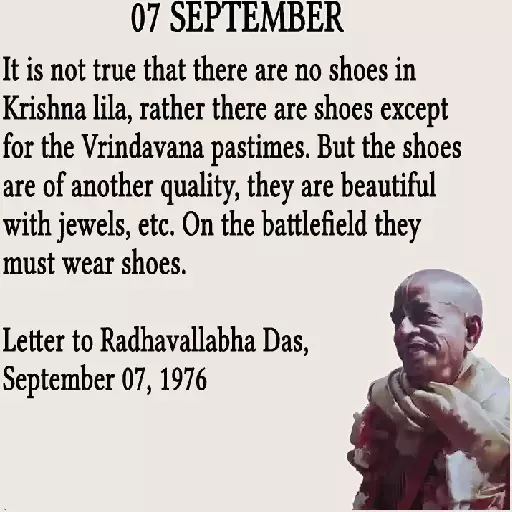 07 SEPTEMBER
It is not true that there are no shoes in
Krishna lila, rather there are shoes except
for the Vrindavana pastimes. But the shoes
are of another quality, they are beautiful
with jewels, etc. On the battlefield they
must wear shoes.
Letter to Radhavallabha Das,
September 07, 1976